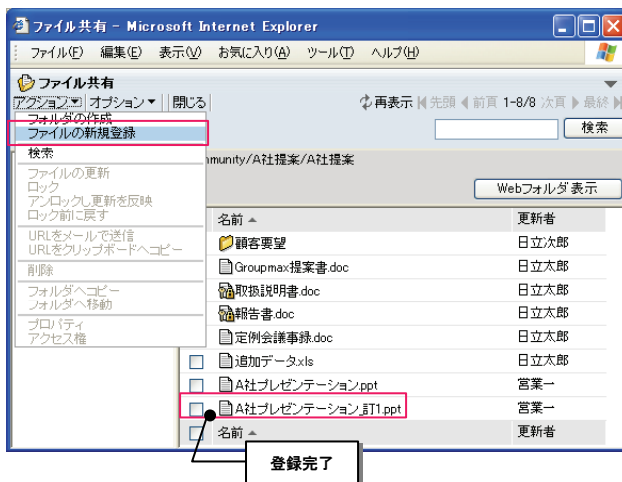 ファイル共有 - Microsoft Internet Explorer
ファイル(F) 編集(E) 表示(V) お気に入り(A) ツール(T) ヘルプ(H)
ファイル共有
アクション▼ オプション▼ 閉じる 再表示 先頭 前頁 1-8/8 次頁 最終
フォルダの作成
ファイルの新規登録
検索
検索
munity/A社提案/A社提案
ファイルの更新
ロック
アンロックし更新を反映
ロック前に戻す
Webフォルダ表示
URLをメールで送信
URLをクリップボードへコピー
削除
フォルダへコピー
フォルダへ移動
プロパティ
アクセス権
名前 更新者
顧客要望 日立次郎
Groupmax提案書.doc 日立太郎
取扱説明書.doc 日立太郎
報告書.doc 日立太郎
定例会議事録.doc 日立太郎
追加データ.xls 日立太郎
A社プレゼンテーション.ppt 営業一
A社プレゼンテーション_訂1.ppt 営業一
名前 更新者
登録完了